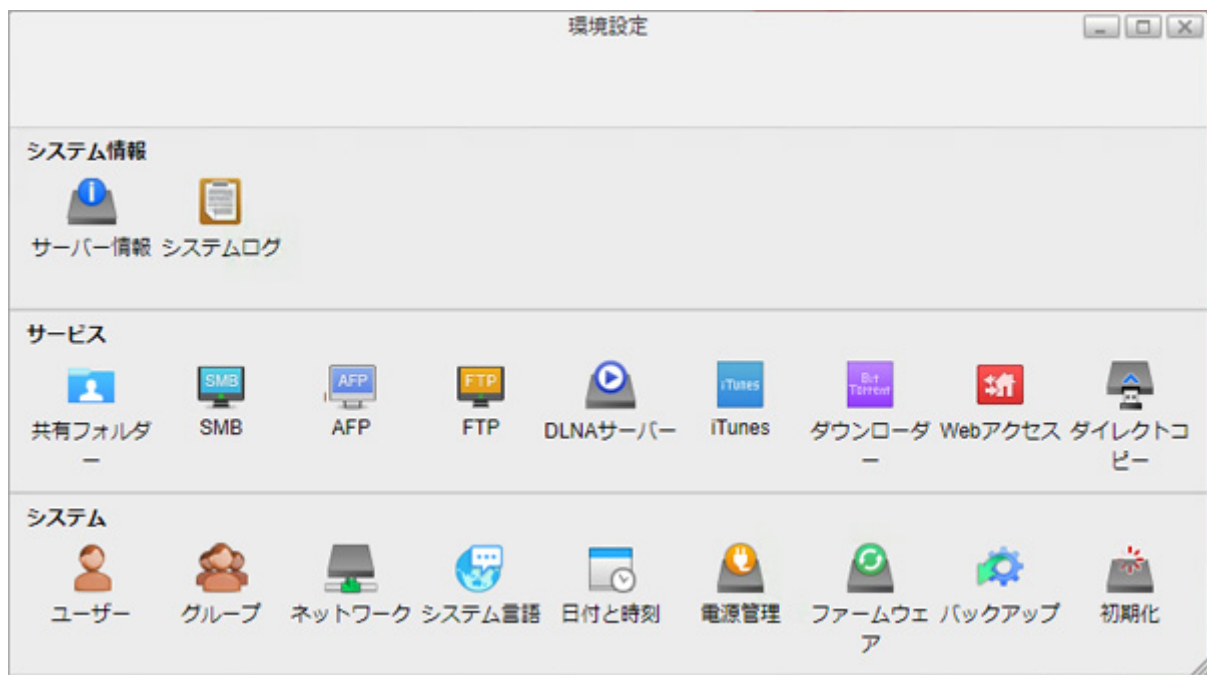 環境設定
システム情報
サーバー情報 システムログ
サービス
SMB AFP FTP iTunes Bit
Torrent
共有フォルダ SMB AFP FTP DLNAサーバー iTunes ダウンローダ Webアクセス ダイレクトコ
ー ー ピー
システム
ユーザー グループ ネットワーク システム言語 日付と時刻 電源管理 ファームウェ バックアップ 初期化
ア